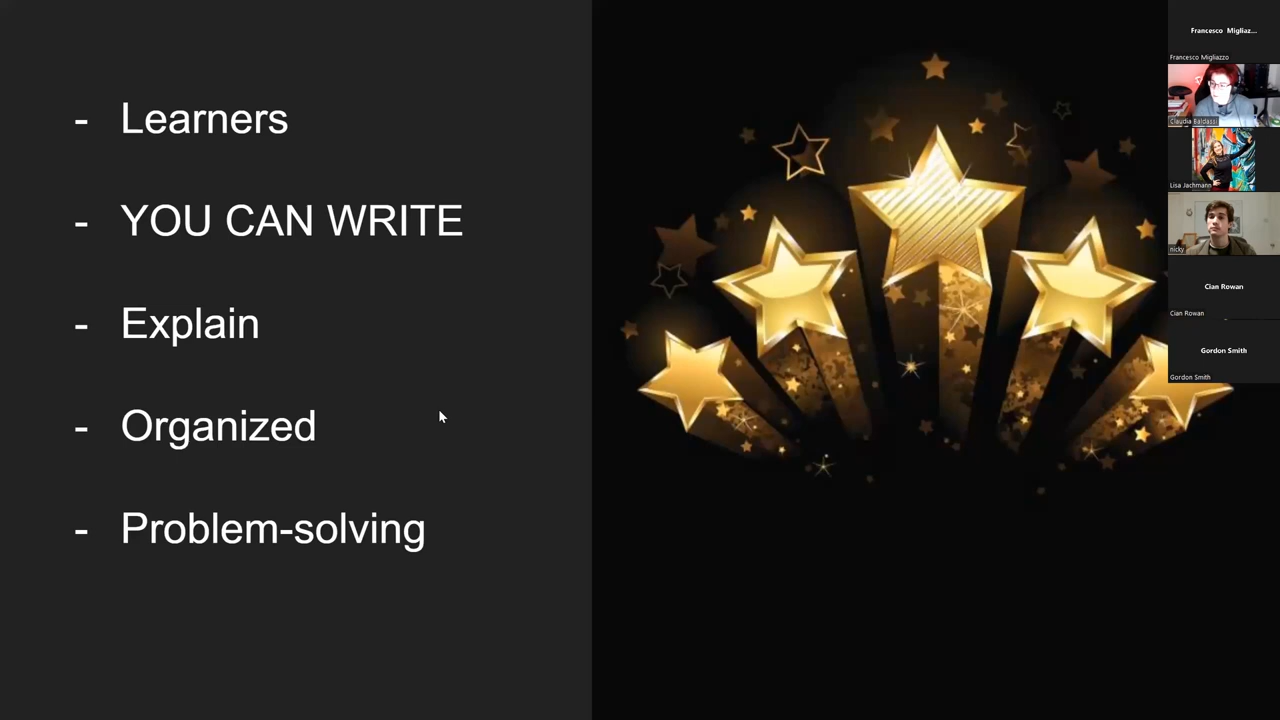 - Learners
- YOU CAN WRITE
- Explain
- Organized
- Problem-solving
Francesco Migliaz...
Francesco Migliazzo
Claudia Baldassi
Lisa Jachmann
nicky
Cian Rowan
Cian Rowan
Gordon Smith
Gordon Smith